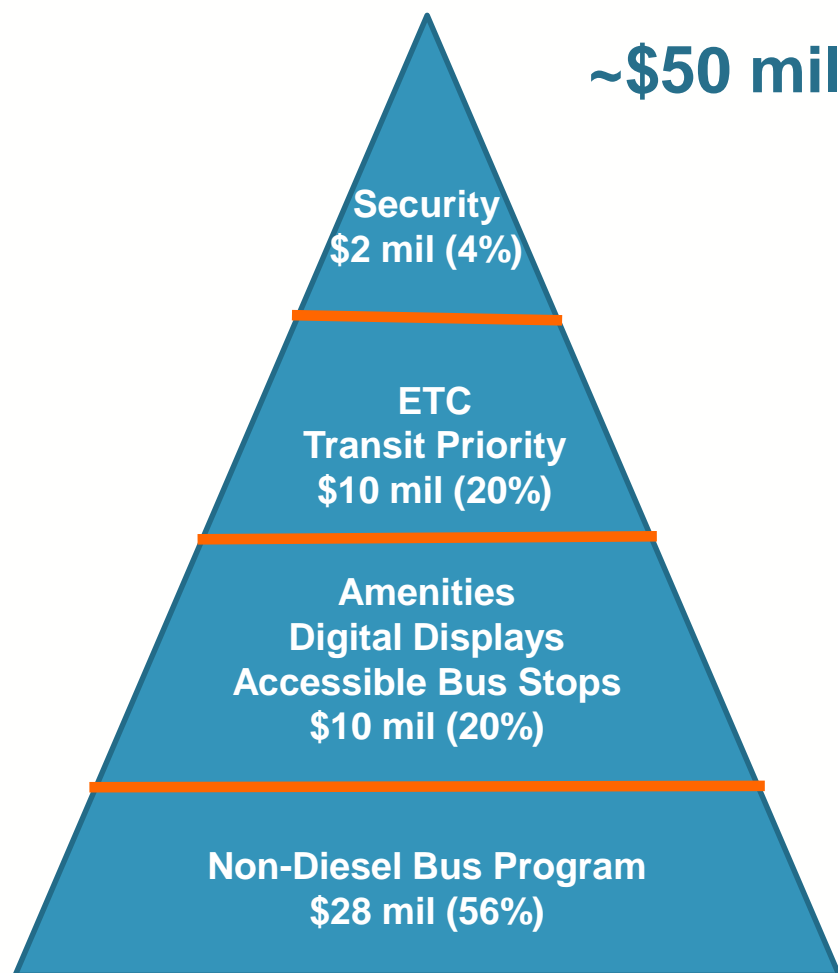 ~$50 mil
Security
$2 mil (4%)
ETC
Transit Priority
$10 mil (20%)
Amenities
Digital Displays
Accessible Bus Stops
$10 mil (20%)
Non-Diesel Bus Program
$28 mil (56%)